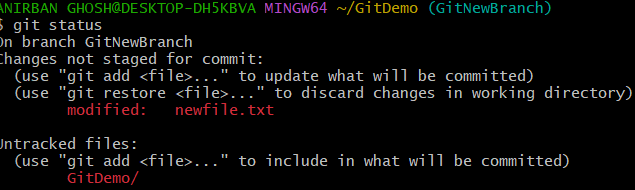 ANIRBAN GHOSH@DESKTOP-DH5KBVA MINGW64 ~/GitDemo (GitNewBranch)
$ git status
On branch GitNewBranch
Changes not staged for commit:
  (use "git add <file>..." to update what will be committed)
  (use "git restore <file>..." to discard changes in working directory)
        modified:   newfile.txt

Untracked files:
  (use "git add <file>..." to include in what will be committed)
        GitDemo/